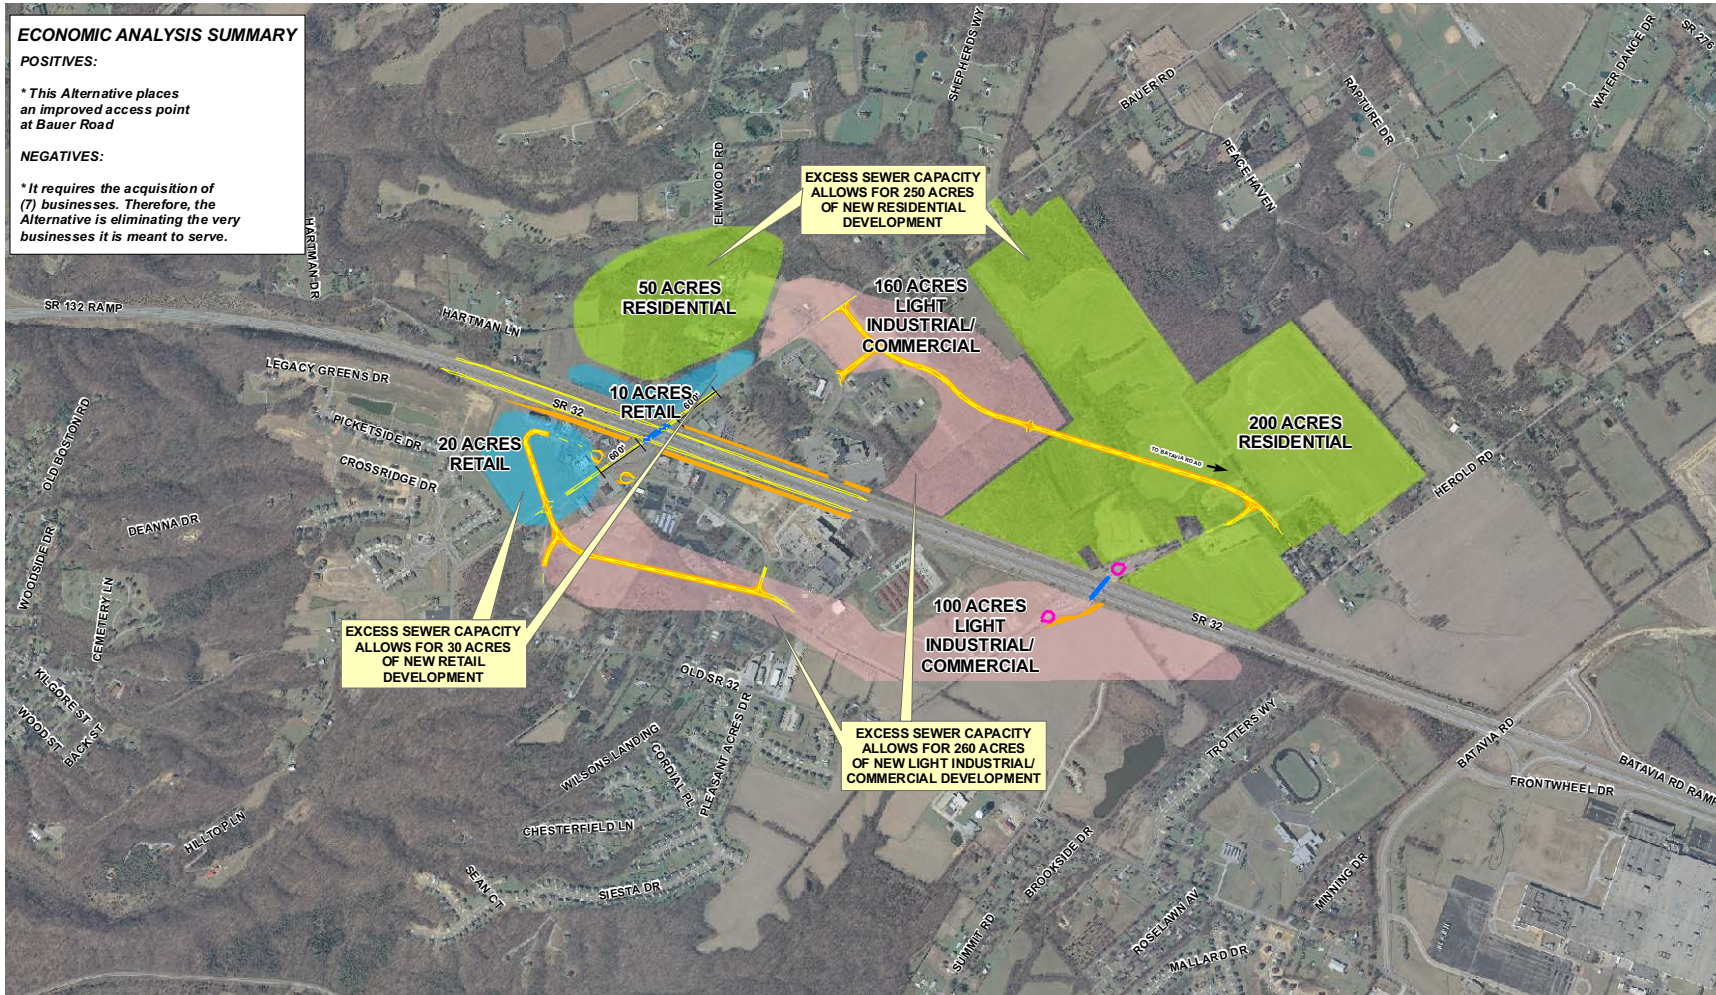 ECONOMIC ANALYSIS SUMMARY
POSITIVES:
* This Alternative places
an improved access point
at Bauer Road
NEGATIVES:
* It requires the acquisition of
(7) businesses. Therefore, the
Alternative is eliminating the very
businesses it is meant to serve.
SHEPHERDS WY
BAUER RD
RAPTURE DR
WATER DANCE DR
SR 276
PEACE HAVEN
ELMWOOD RD
HARTMAN DR
EXCESS SEWER CAPACITY
ALLOWS FOR 250 ACRES
OF NEW RESIDENTIAL
DEVELOPMENT
SR 132 RAMP
HARTMAN LN
50 ACRES
RESIDENTIAL
160 ACRES
LIGHT
INDUSTRIAL/
COMMERCIAL
LEGACY GREENS DR
SR 32
10 ACRES
RETAIL
600'
600'
OLD BOSTON RD
PICKETSIDE DR
CROSSRIDGE DR
20 ACRES
RETAIL
200 ACRES
RESIDENTIAL
TO BATAVIA ROAD
HEROLD RD
DEANNA DR
WOODSIDE DR
CEMETERY LN
EXCESS SEWER CAPACITY
ALLOWS FOR 30 ACRES
OF NEW RETAIL
DEVELOPMENT
100 ACRES
LIGHT
INDUSTRIAL/
COMMERCIAL
SR 32
OLD SR 32
KILGORE ST
WOOD ST
BACK ST
WILSONS LANDING
CORDIAL PL
PLEASANT ACRES DR
EXCESS SEWER CAPACITY
ALLOWS FOR 260 ACRES
OF NEW LIGHT INDUSTRIAL/
COMMERCIAL DEVELOPMENT
TROTTERS WY
BATAVIA RD
BATAVIA RD RAMP
FRONTWHEEL DR
HILLTOP LN
CHESTERFIELD LN
SEAN CT
SIESTA DR
BROOKSIDE DR
MINNING DR
SUMMIT RD
ROSELAWN AV
MALLARD DR